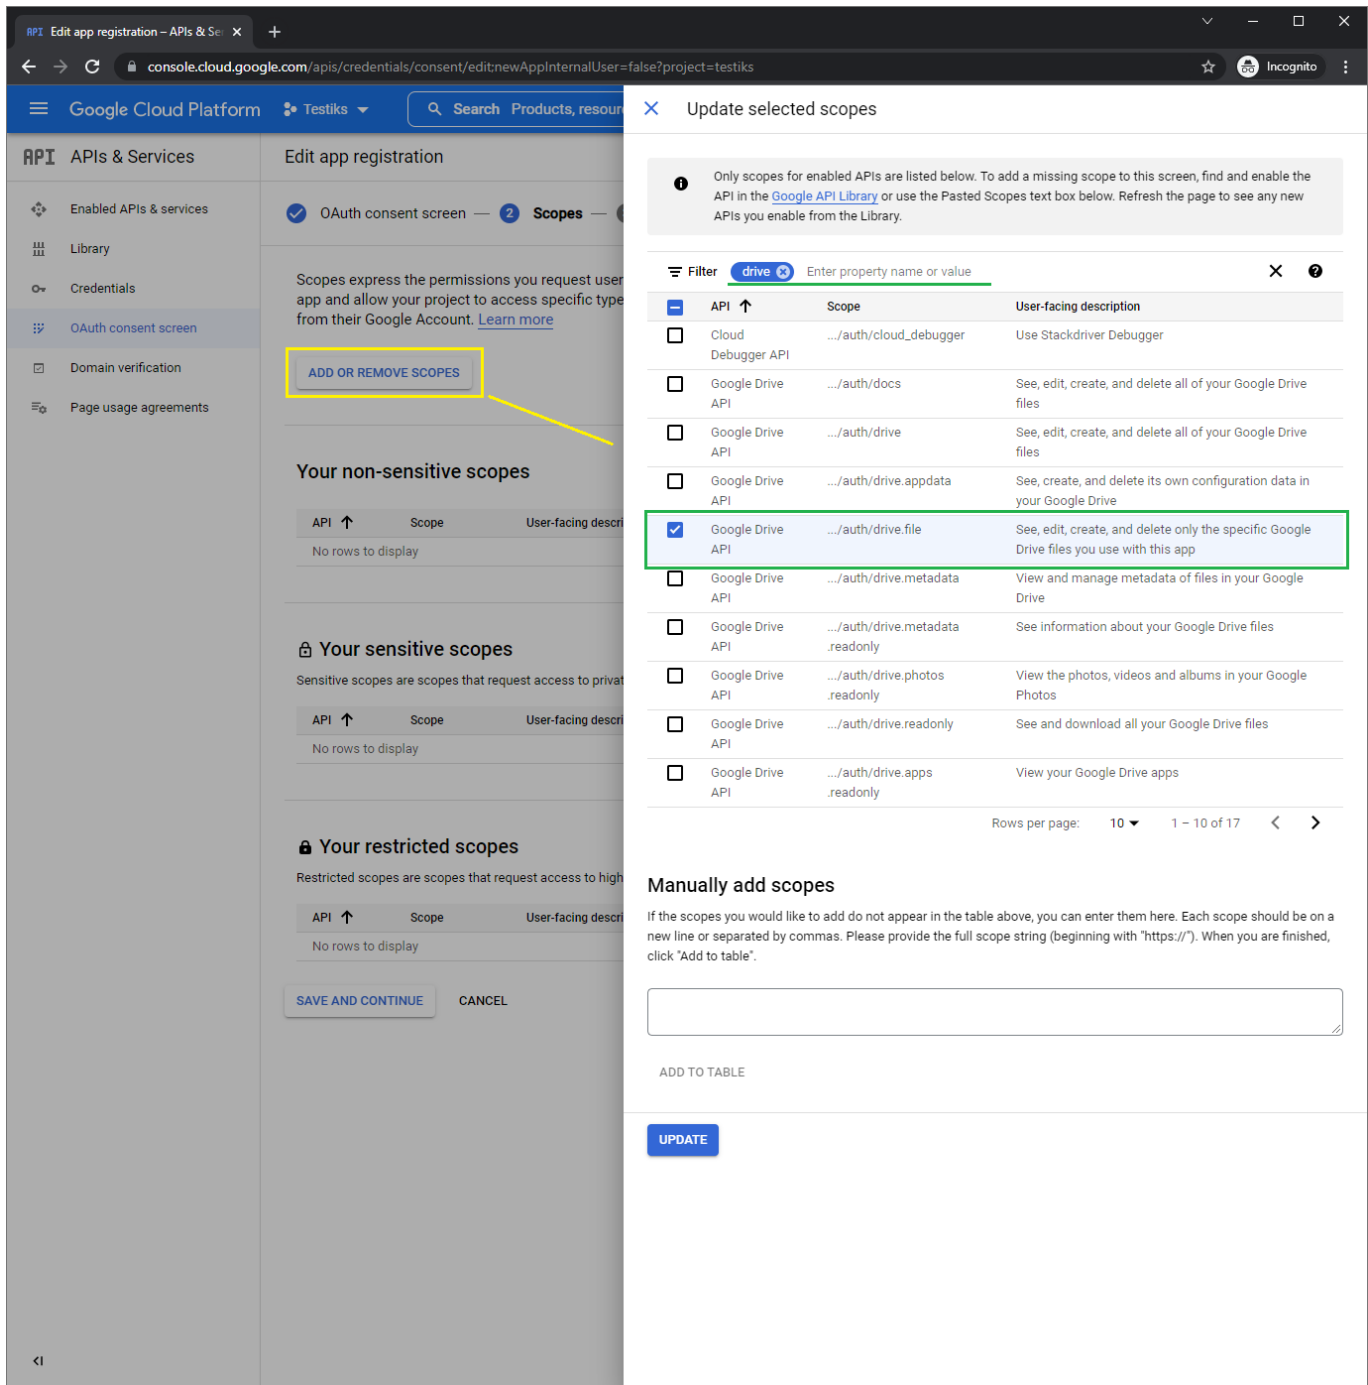 API Edit app registration – APIs & Se
console.cloud.google.com/apis/credentials/consent/edit;newAppInternalUser=false?project=testiks
Incognito
Google Cloud Platform
Testiks
Search Products, resour
API APIs & Services
Enabled APIs & services
Library
Credentials
OAuth consent screen
Domain verification
Page usage agreements
Edit app registration
OAuth consent screen — 2 Scopes —
Scopes express the permissions you request user
app and allow your project to access specific type
from their Google Account. Learn more
ADD OR REMOVE SCOPES
Your non-sensitive scopes
API Scope User-facing descri
No rows to display
Your sensitive scopes
Sensitive scopes are scopes that request access to privat
API Scope User-facing descri
No rows to display
Your restricted scopes
Restricted scopes are scopes that request access to high
API Scope User-facing descri
No rows to display
SAVE AND CONTINUE CANCEL
Update selected scopes
Only scopes for enabled APIs are listed below. To add a missing scope to this screen, find and enable the
API in the Google API Library or use the Pasted Scopes text box below. Refresh the page to see any new
APIs you enable from the Library.
Filter drive Enter property name or value
API Scope User-facing description
Cloud .../auth/cloud_debugger Use Stackdriver Debugger
Debugger API
Google Drive .../auth/docs See, edit, create, and delete all of your Google Drive
API files
Google Drive .../auth/drive See, edit, create, and delete all of your Google Drive
API files
Google Drive .../auth/drive.appdata See, create, and delete its own configuration data in
API your Google Drive
Google Drive .../auth/drive.file See, edit, create, and delete only the specific Google
API Drive files you use with this app
Google Drive .../auth/drive.metadata View and manage metadata of files in your Google
API Drive
Google Drive .../auth/drive.metadata See information about your Google Drive files
API .readonly
Google Drive .../auth/drive.photos View the photos, videos and albums in your Google
API .readonly Photos
Google Drive .../auth/drive.readonly See and download all your Google Drive files
API
Google Drive .../auth/drive.apps View your Google Drive apps
API .readonly
Rows per page: 10 1 – 10 of 17
Manually add scopes
If the scopes you would like to add do not appear in the table above, you can enter them here. Each scope should be on a
new line or separated by commas. Please provide the full scope string (beginning with "https://"). When you are finished,
click "Add to table".
ADD TO TABLE
UPDATE